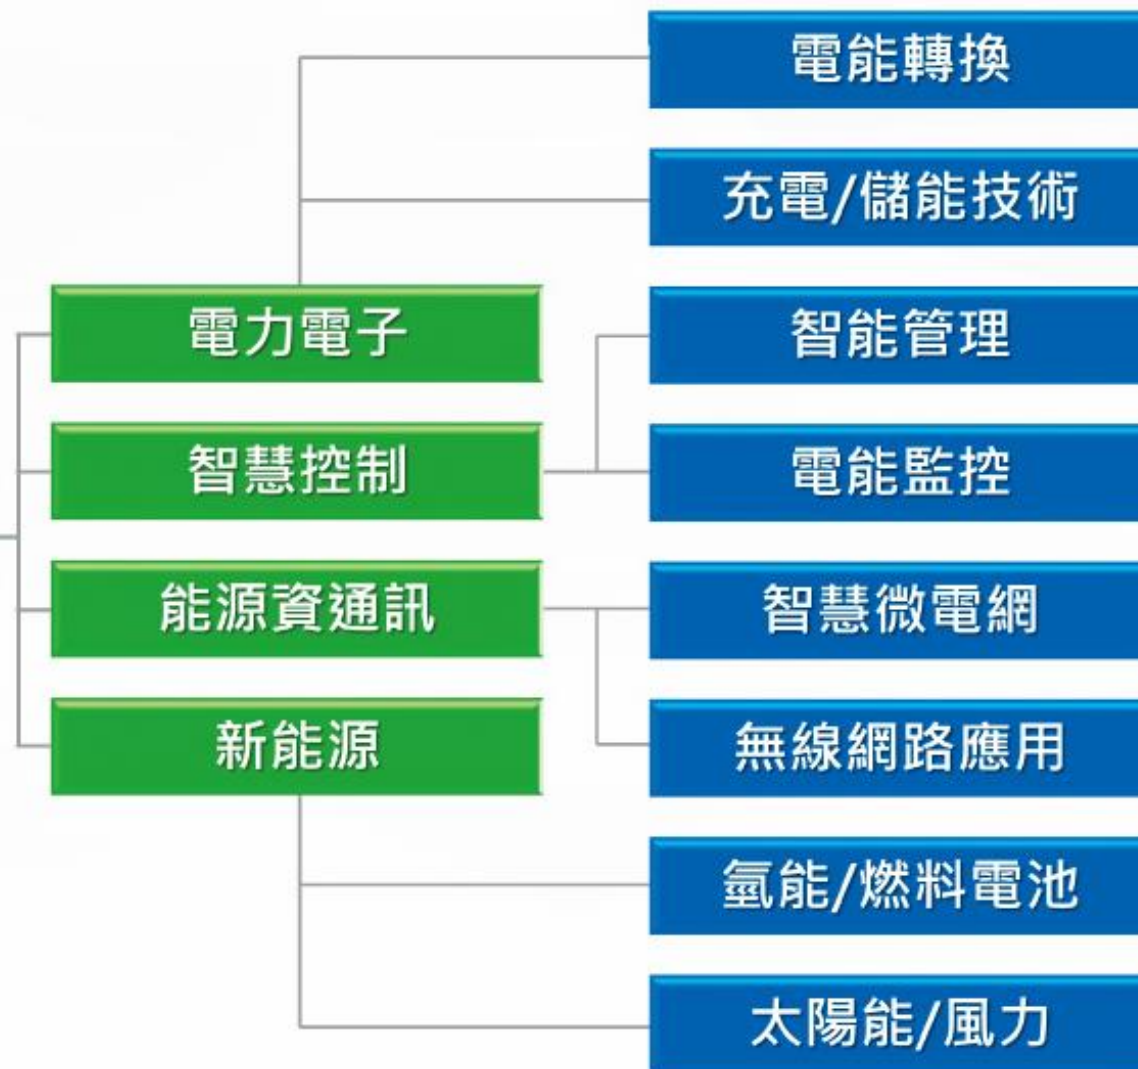 電能轉換
充電/儲能技術
電力電子
智能管理
智慧控制
電能監控
能源資通訊
智慧微電網
新能源
無線網路應用
氫能/燃料電池
太陽能/風力